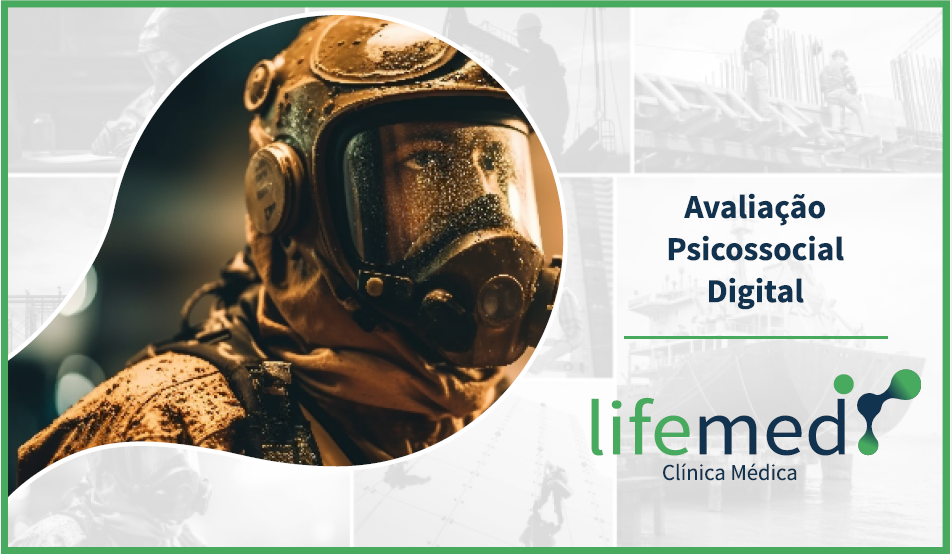 Avaliação
Psicossocial
Digital
lifemed
Clínica Médica